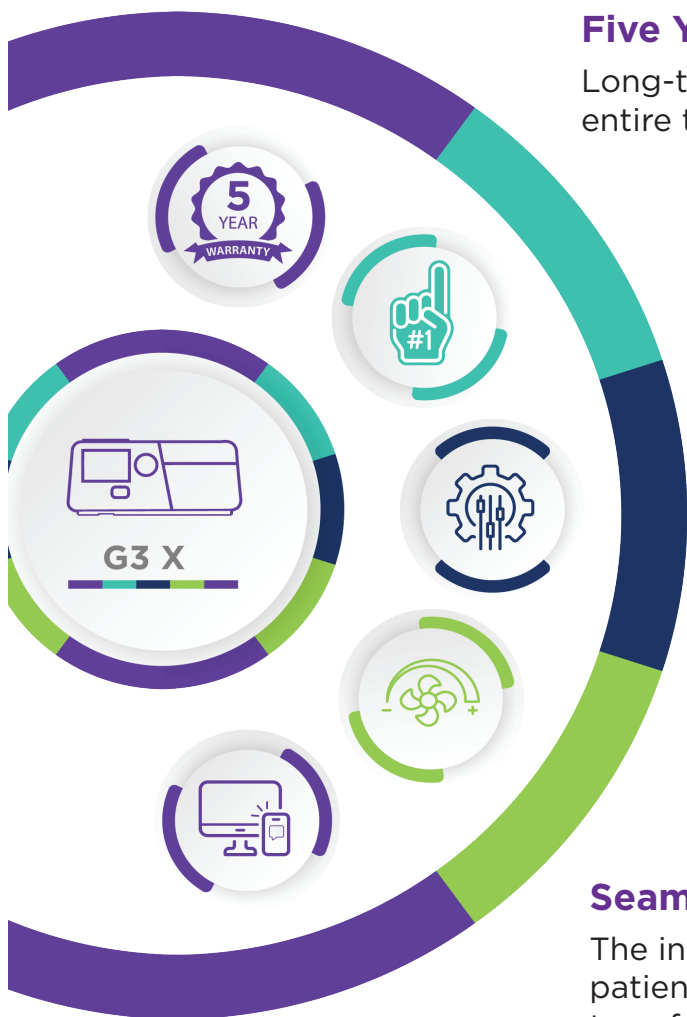 Five
Long-t
entire
5
YEAR
WARRANTY
#1
G3 X
- +
Seam
The in
patien